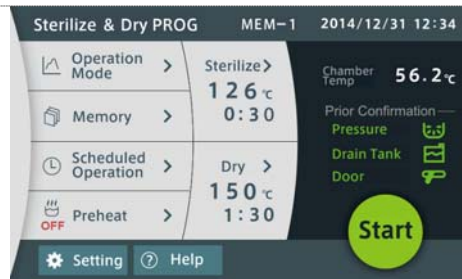 Sterilize & Dry PROG MEM-1 2014/12/31 12:34
Operation Mode >
Memory >
Scheduled Operation >
OFF Preheat >
Sterilize >
126℃
0:30
Dry >
150℃
1:30
Chamber Temp 56.2℃
Prior Confirmation
Pressure
Drain Tank
Door
Start
Setting ? Help